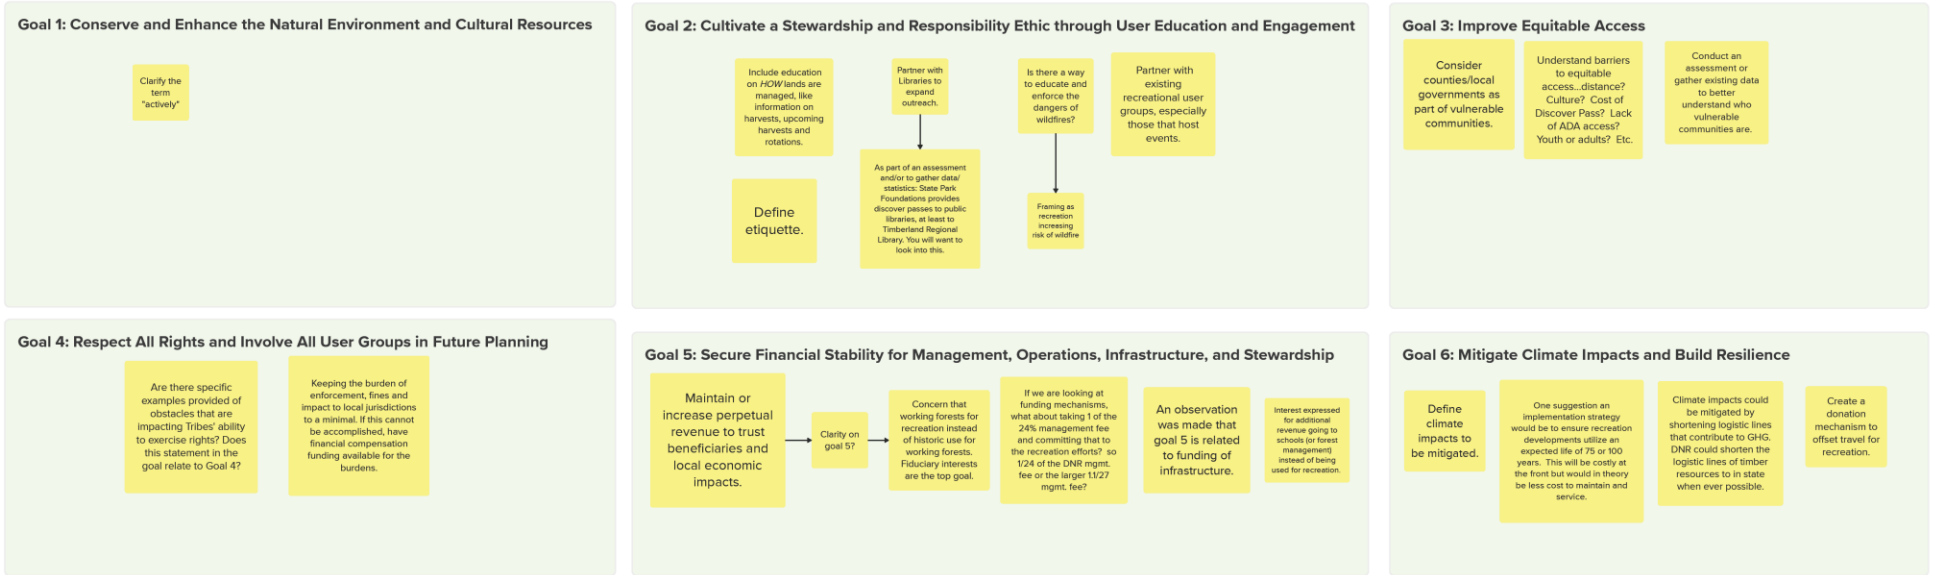 Goal 1: Conserve and Enhance the Natural Environment and Cultural Resources
Clarify the
term
"actively"
Goal 2: Cultivate a Stewardship and Responsibility Ethic through User Education and Engagement
Include education
on HOW lands are
managed, like
information on
harvests, upcoming
harvests and
rotations.
Partner with
Libraries to
expand
outreach.
Is there a way
to educate and
enforce the
dangers of
wildfires?
Partner with
existing
recreational user
groups, especially
those that host
events.
Define
etiquette.
As part of an assessment
and/or to gather data/
statistics: State Park
Foundations provides
discover passes to public
libraries, at least to
Timberland Regional
Library. You will want to
look into this.
Framing as
recreation
increasing
risk of wildfire
Goal 3: Improve Equitable Access
Consider
counties/local
governments as
part of vulnerable
communities.
Understand barriers
to equitable
access...distance?
Culture? Cost of
Discover Pass? Lack
of ADA access?
Youth or adults? Etc.
Conduct an
assessment or
gather existing data
to better
understand who
vulnerable
communities are.
Goal 4: Respect All Rights and Involve All User Groups in Future Planning
Are there specific
examples provided of
obstacles that are
impacting Tribes' ability
to exercise rights? Does
this statement in the
goal relate to Goal 4?
Keeping the burden of
enforcement, fines and
impact to local jurisdictions
to a minimal. If this cannot
be accomplished, have
financial compensation
funding available for the
burdens.
Goal 5: Secure Financial Stability for Management, Operations, Infrastructure, and Stewardship
Maintain or
increase perpetual
revenue to trust
beneficiaries and
local economic
impacts.
Clarity on
goal 5?
Concern that
working forests for
recreation instead
of historic use for
working forests.
Fiduciary interests
are the top goal.
If we are looking at
funding mechanisms,
what about taking 1 of the
24% management fee
and committing that to
the recreation efforts? so
1/24 of the DNR mgmt.
fee or the larger 1.1/27
mgmt. fee?
An observation
was made that
goal 5 is related
to funding of
infrastructure.
Interest expressed
for additional
revenue going to
schools (or forest
management)
instead of being
used for recreation.
Goal 6: Mitigate Climate Impacts and Build Resilience
Define
climate
impacts to
be mitigated.
One suggestion an
implementation strategy
would be to ensure recreation
developments utilize an
expected life of 75 or 100
years. This will be costly at
the front but would in theory
be less cost to maintain and
service.
Climate impacts could
be mitigated by
shortening logistic lines
that contribute to GHG.
DNR could shorten the
logistic lines of timber
resources to in state
when ever possible.
Create a
donation
mechanism to
offset travel for
recreation.